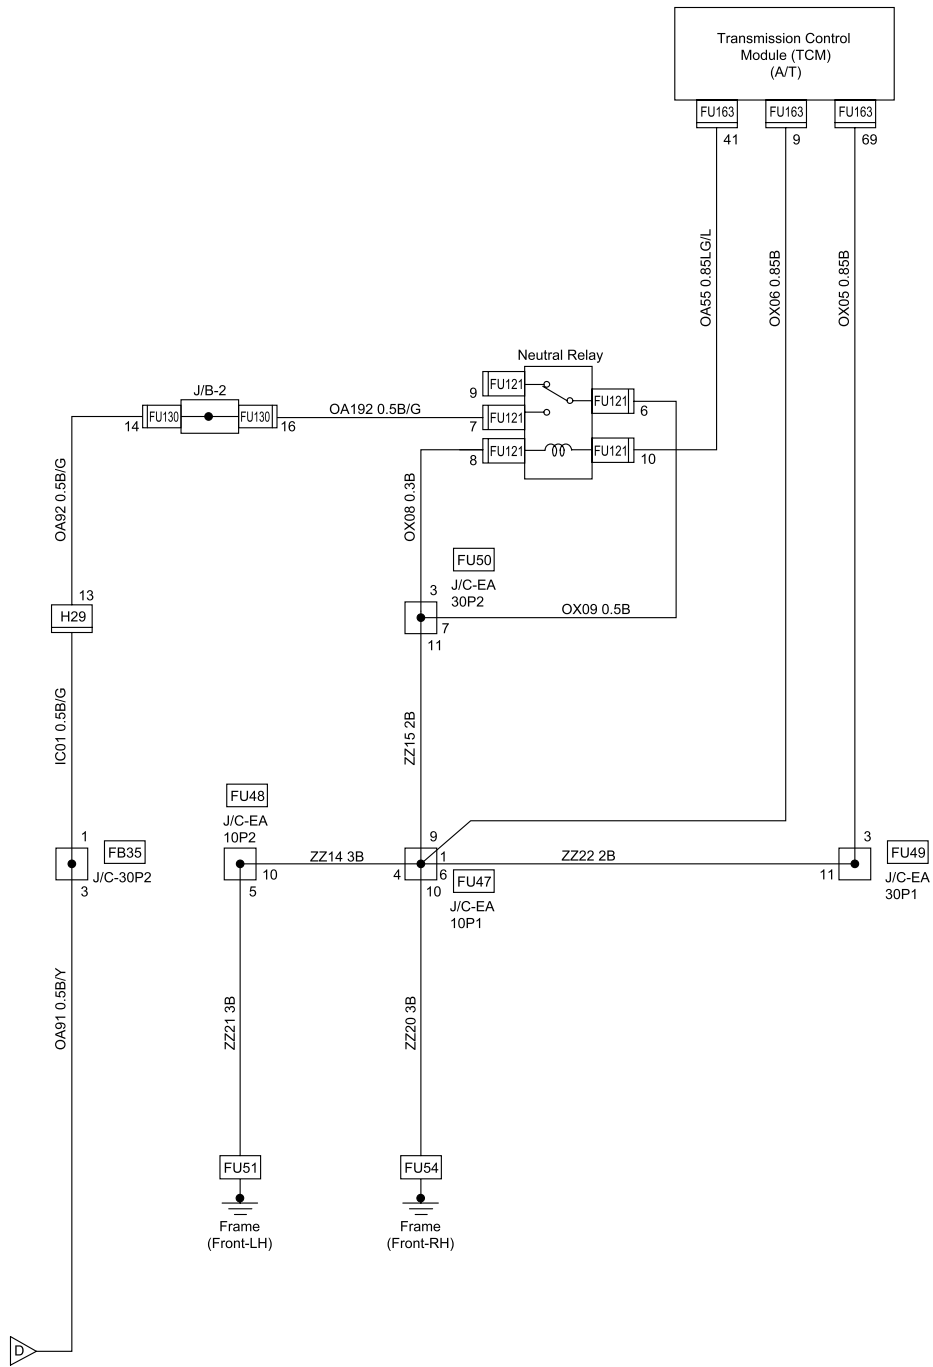 Transmission Control
Module (TCM)
(A/T)
FU163
FU163
FU163
41
9
69
OA55 0.85LG/L
OX06 0.85B
OX05 0.85B
Neutral Relay
J/B-2
9
FU121
FU121
6
14
FU130
FU130
16
OA192 0.5B/G
7
FU121
8
FU121
FU121
10
OA92 0.5B/G
OX08 0.3B
FU50
J/C-EA
30P2
3
7
11
OX09 0.5B
13
H29
IC01 0.5B/G
ZZ15 2B
FU48
J/C-EA
10P2
1
FB35
J/C-30P2
3
10
5
ZZ14 3B
9
1
4
6
10
FU47
J/C-EA
10P1
ZZ22 2B
3
11
FU49
J/C-EA
30P1
OA91 0.5B/Y
ZZ21 3B
ZZ20 3B
FU51
FU54
Frame
(Front-LH)
Frame
(Front-RH)
D